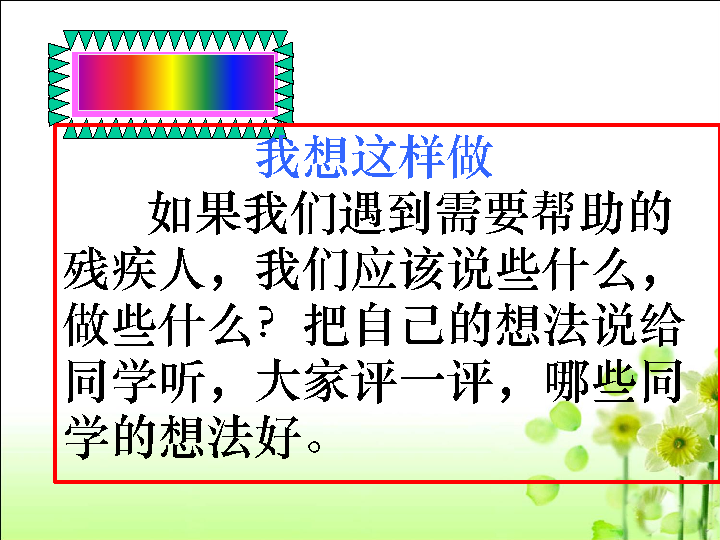 我想这样做
如果我们遇到需要帮助的
残疾人，我们应该说些什么，
做些什么？把自己的想法说给
同学听，大家评一评，哪些同
学的想法好。